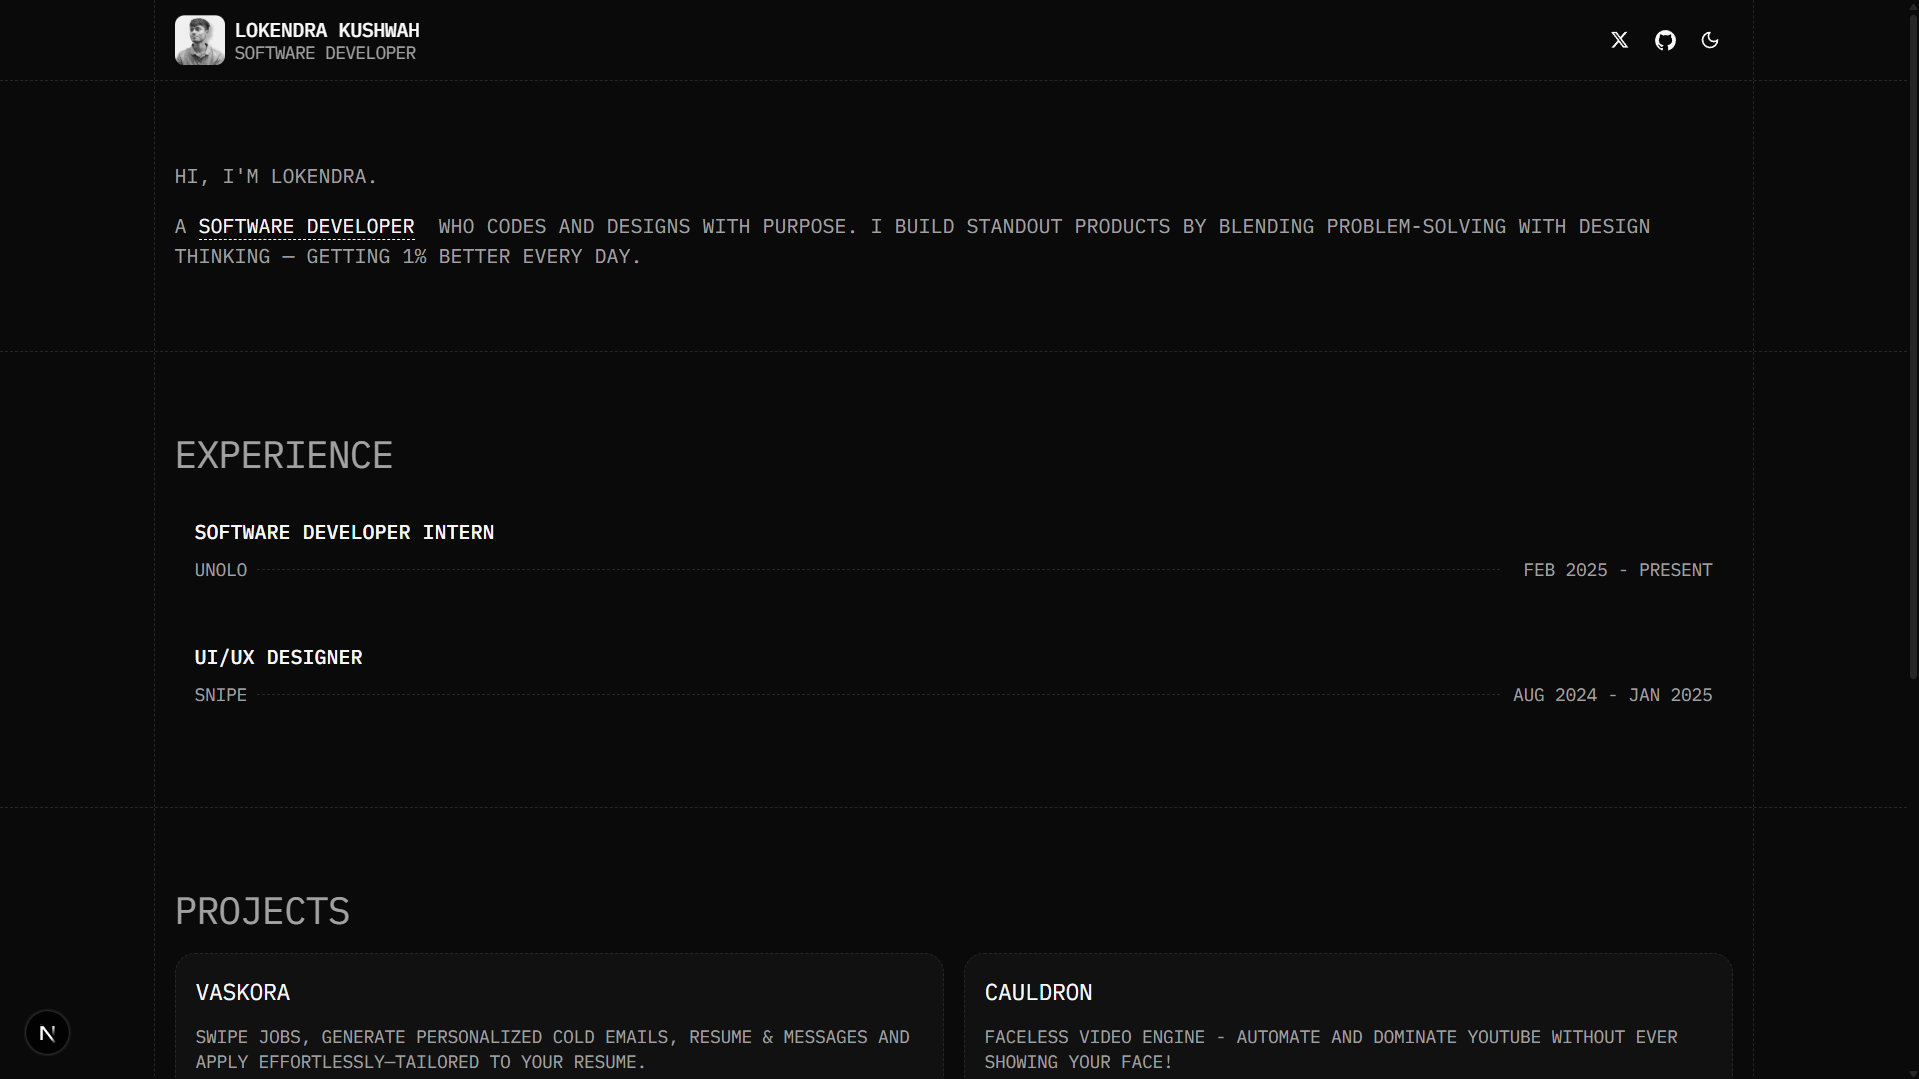 LOKENDRA KUSHWAH
SOFTWARE DEVELOPER
HI, I'M LOKENDRA.
A SOFTWARE DEVELOPER WHO CODES AND DESIGNS WITH PURPOSE. I BUILD STANDOUT PRODUCTS BY BLENDING PROBLEM-SOLVING WITH DESIGN
THINKING — GETTING 1% BETTER EVERY DAY.
EXPERIENCE
SOFTWARE DEVELOPER INTERN
UNOLO FEB 2025 - PRESENT
UI/UX DESIGNER
SNIPE AUG 2024 - JAN 2025
PROJECTS
VASKORA
SWIPE JOBS, GENERATE PERSONALIZED COLD EMAILS, RESUME & MESSAGES AND
APPLY EFFORTLESSLY—TAILORED TO YOUR RESUME.
CAULDRON
FACELESS VIDEO ENGINE - AUTOMATE AND DOMINATE YOUTUBE WITHOUT EVER
SHOWING YOUR FACE!
N